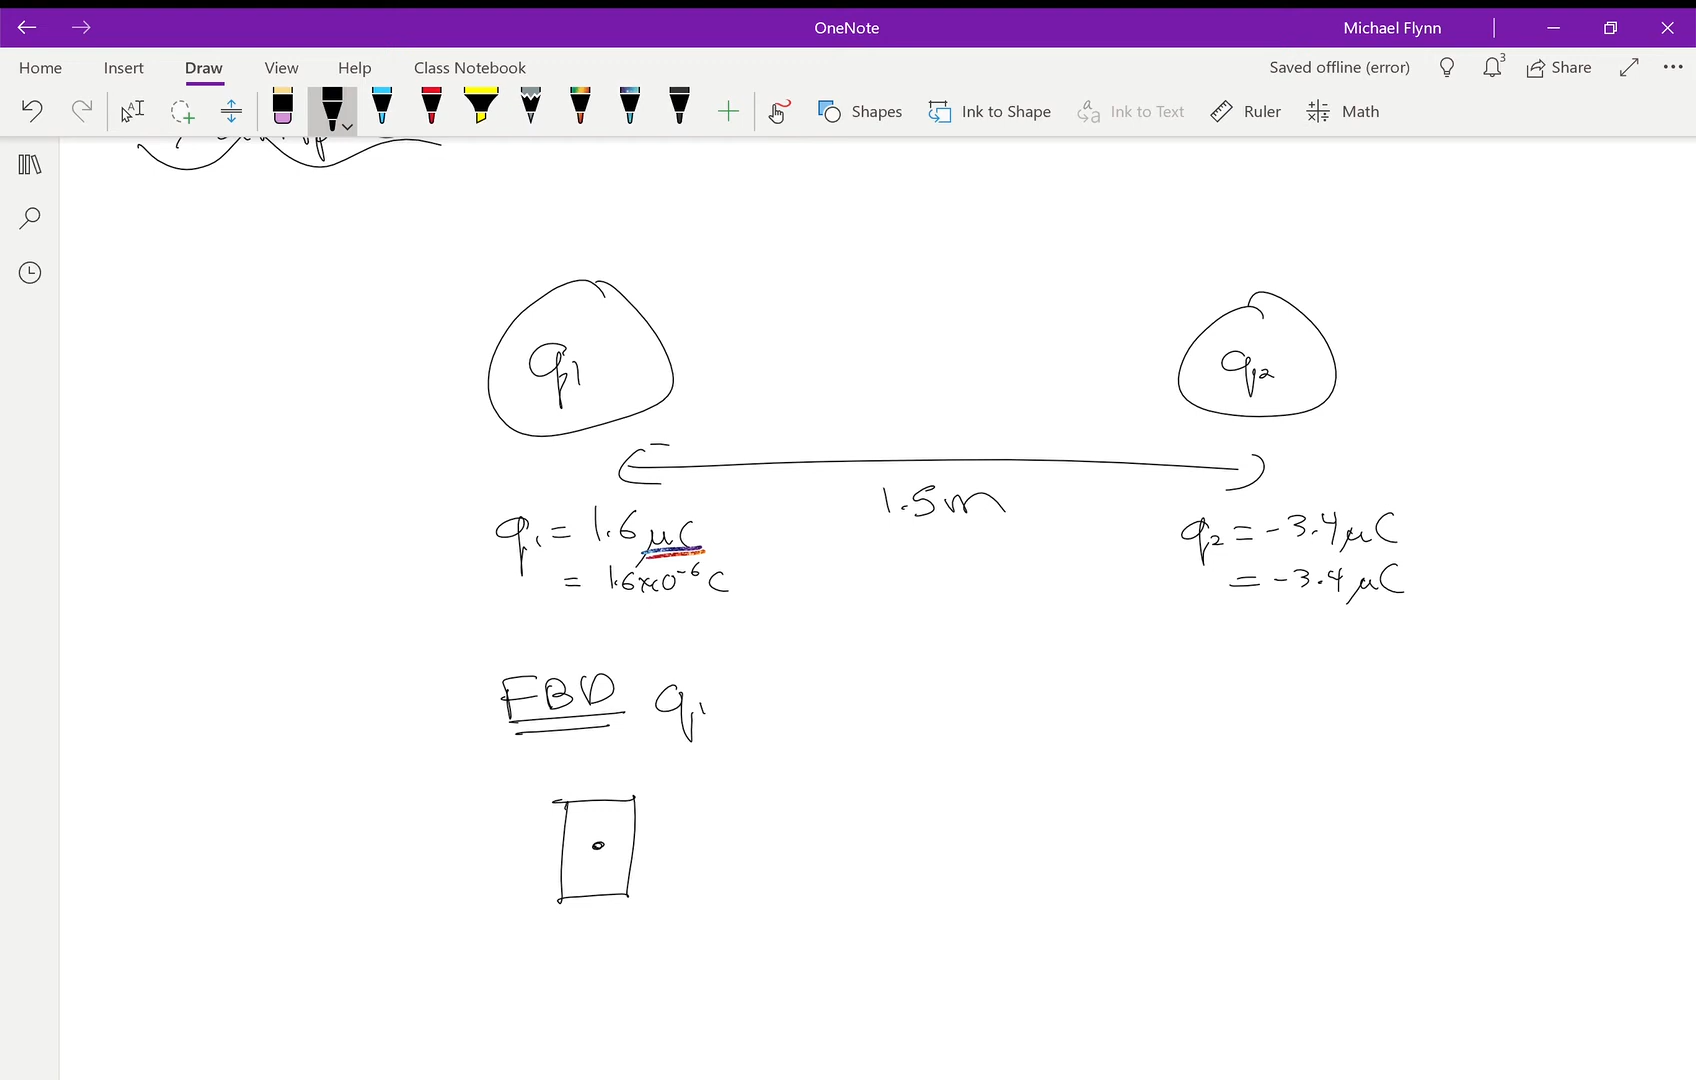 OneNote
Michael Flynn
Home Insert Draw View Help Class Notebook
Saved offline (error)
3
Share
Shapes
Ink to Shape
Ink to Text
Ruler
Math
q1
q2
1.5m
q1 = 1.6 μC
= 1.6x10⁻⁶ C
q2 = -3.4 μC
= -3.4 μC
FBD q1